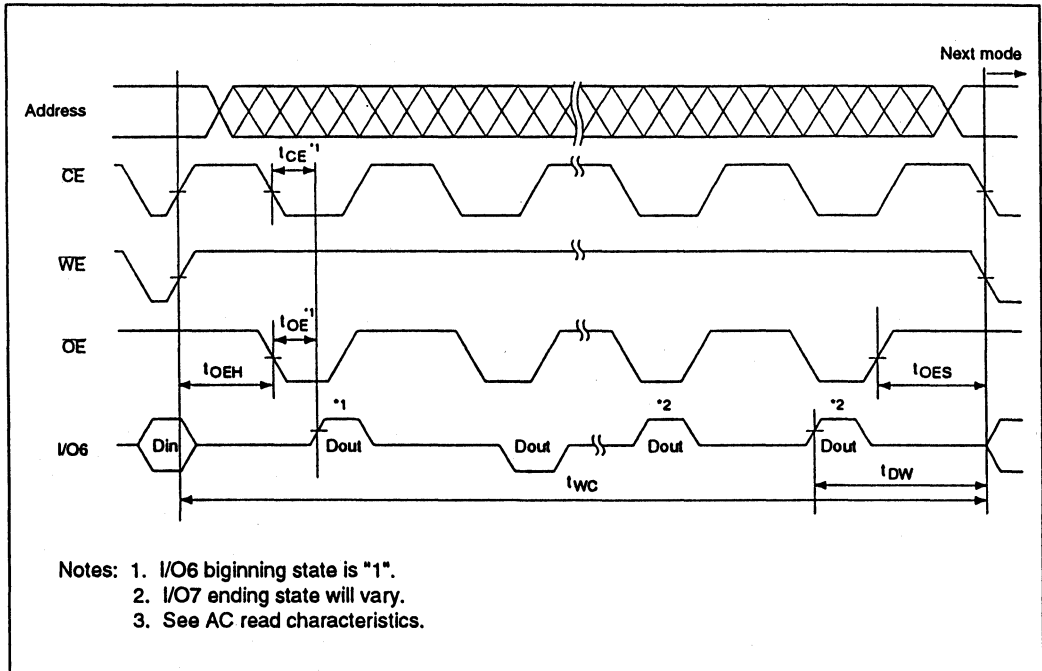 Next mode
Address
tCE*1
CE
WE
tOE*1
OE
tOEH
tOES
*1
*2
*2
I/O6
Din
Dout
Dout
Dout
Dout
tWC
tDW
Notes: 1. I/O6 biginning state is "1".
2. I/O7 ending state will vary.
3. See AC read characteristics.